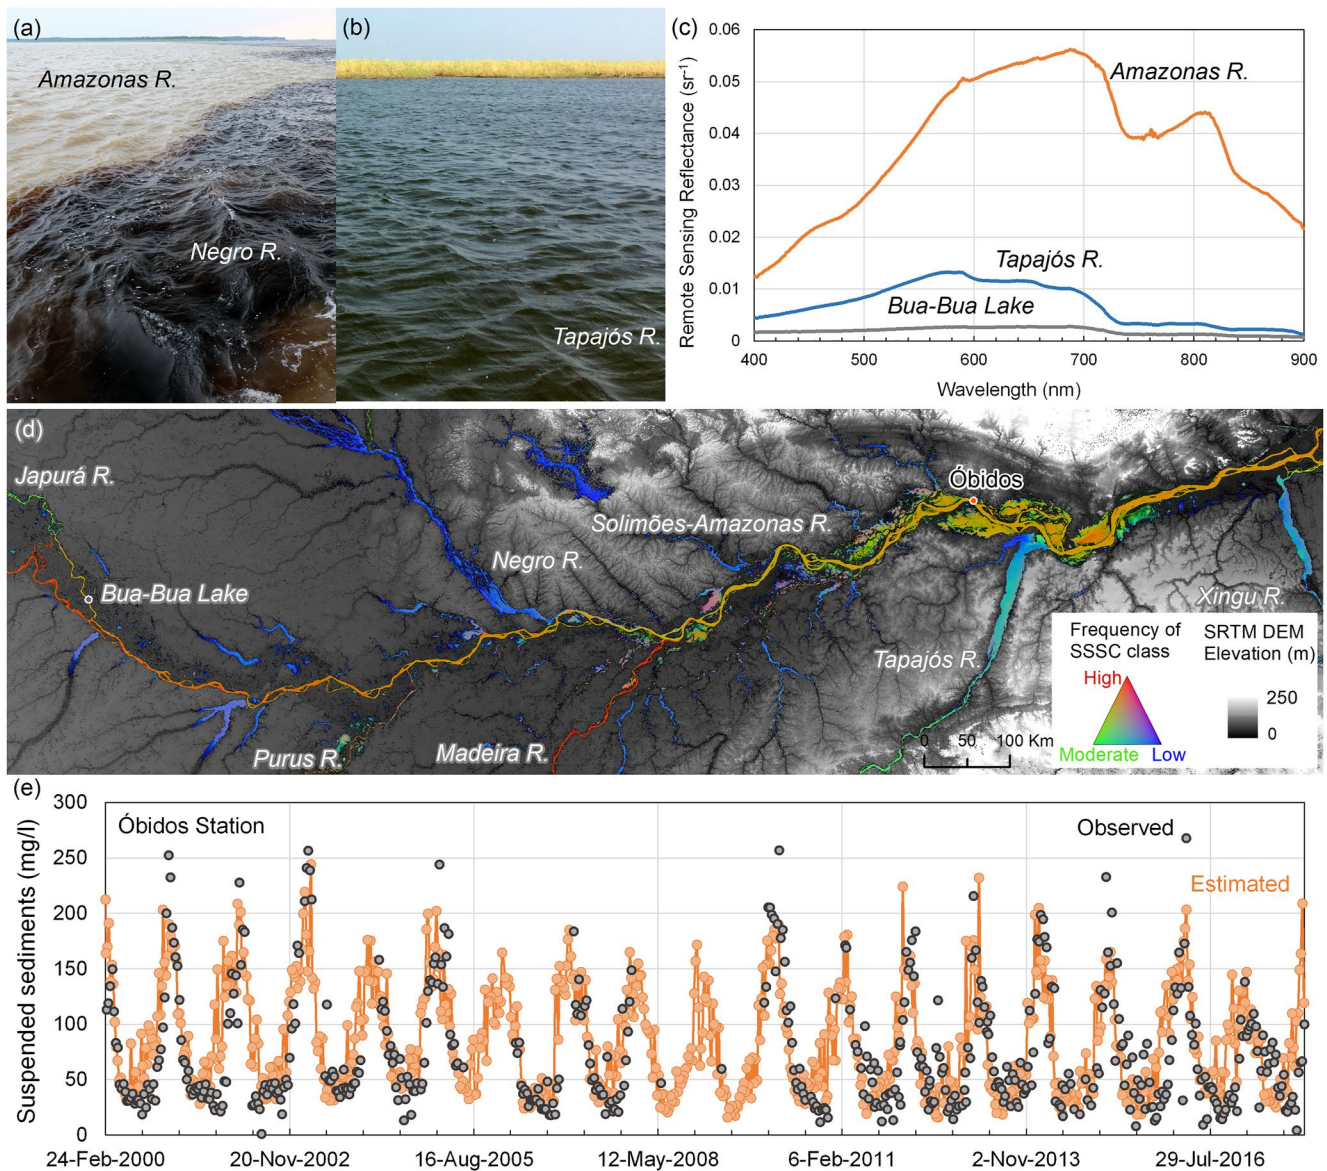 (a)
Amazonas R.
Negro R.
(b)
Tapajós R.
(c)
Remote Sensing Reflectance (sr-1)
0.06
0.05
0.04
0.03
0.02
0.01
0
Amazonas R.
Tapajós R.
Bua-Bua Lake
400 500 600 700 800 900
Wavelength (nm)
(d)
Japurá R.
Bua-Bua Lake
Negro R.
Solimões-Amazonas R.
Óbidos
Purus R.
Madeira R.
Tapajós R.
Xingu R.
0 50 100 Km
Frequency of
SSSC class
High
Moderate Low
SRTM DEM
Elevation (m)
250
0
(e)
Suspended sediments (mg/l)
300
250
200
150
100
50
0
Óbidos Station
Observed
Estimated
24-Feb-2000 20-Nov-2002 16-Aug-2005 12-May-2008 6-Feb-2011 2-Nov-2013 29-Jul-2016